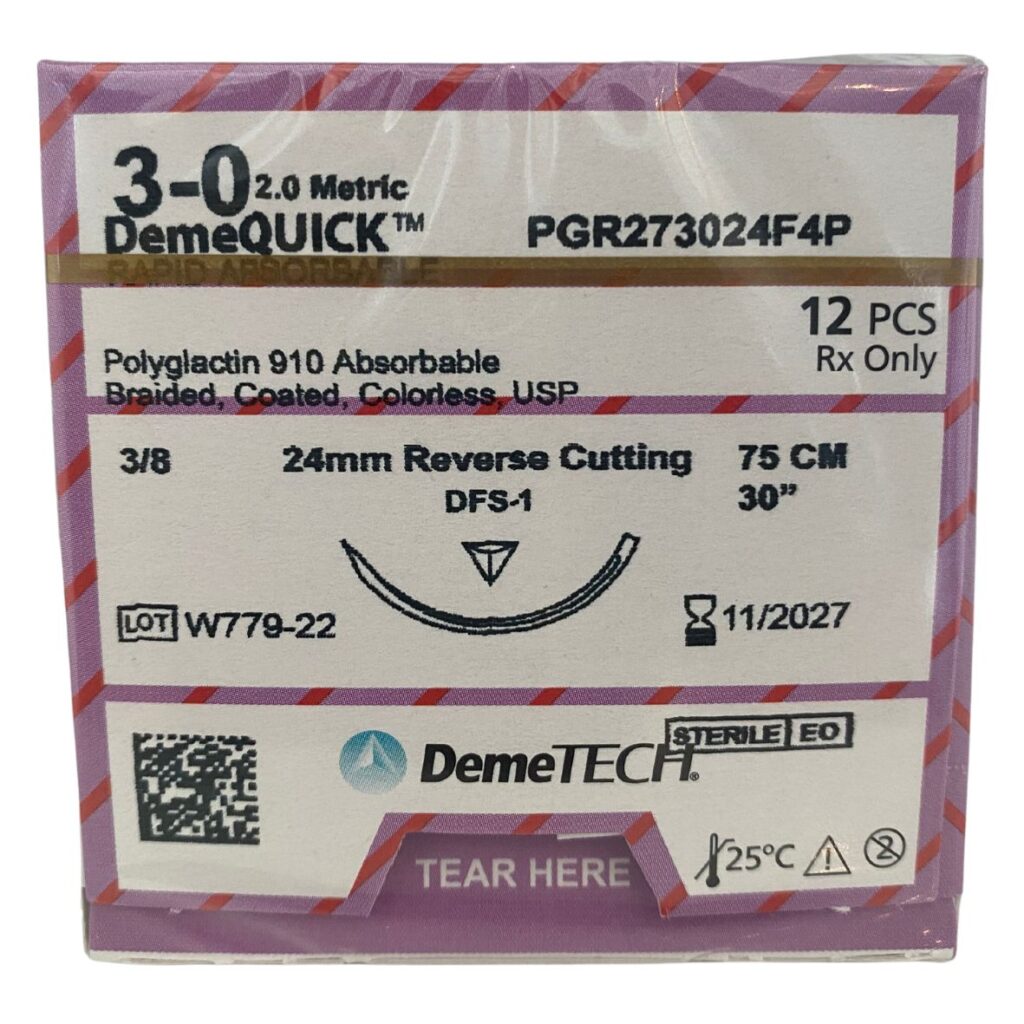 3-0 2.0 Metric
DemeQUICK™
PGR273024F4P
RAPID ABSORBABLE
12 PCS
Rx Only
Polyglactin 910 Absorbable
Braided, Coated, Colorless, USP
3/8 24mm Reverse Cutting 75 CM
DFS-1 30”
LOT W779-22 11/2027
STERILE EO
DemeTECH®
TEAR HERE
25°C
2